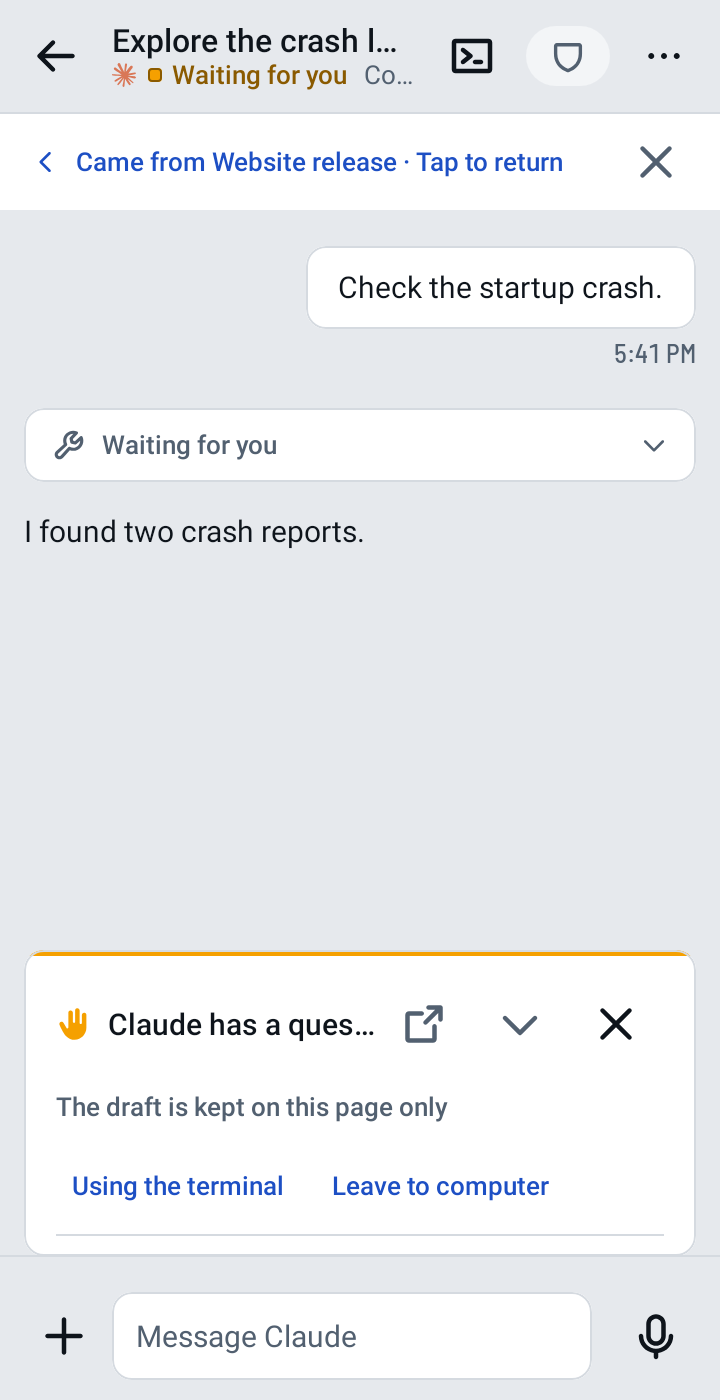 Explore the crash l…
Waiting for you Co…
Came from Website release · Tap to return
Check the startup crash.
5:41 PM
Waiting for you
I found two crash reports.
Claude has a ques…
The draft is kept on this page only
Using the terminal
Leave to computer
Message Claude